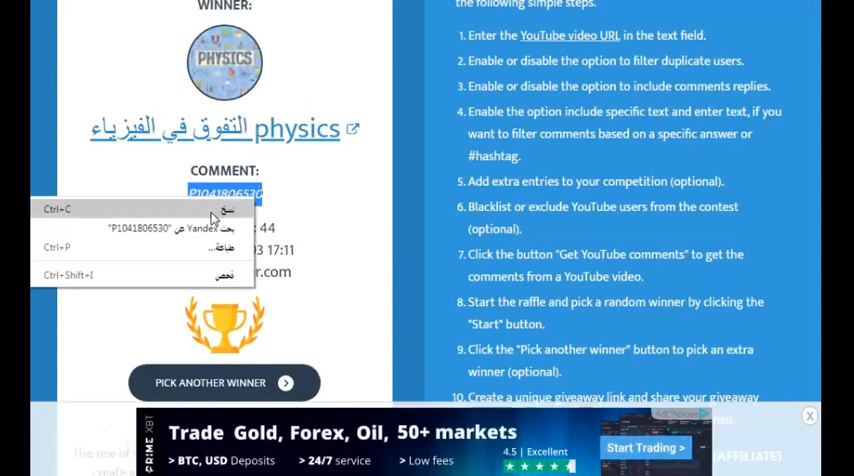 WINNER:
PHYSICS
التفوق في الفيزياء physics
COMMENT:
P1041806530
نسخ Ctrl+C
بحث Yandex عن "P1041806530"
44
طباعة... Ctrl+P
03 17:11
فحص Ctrl+Shift+I
.com
PICK ANOTHER WINNER
the following simple steps.
1. Enter the YouTube video URL in the text field.
2. Enable or disable the option to filter duplicate users.
3. Enable or disable the option to include comments replies.
4. Enable the option include specific text and enter text, if you
want to filter comments based on a specific answer or
#hashtag.
5. Add extra entries to your competition (optional).
6. Blacklist or exclude YouTube users from the contest
(optional).
7. Click the button "Get YouTube comments" to get the
comments from a YouTube video.
8. Start the raffle and pick a random winner by clicking the
"Start" button.
9. Click the "Pick another winner" button to pick an extra
winner (optional).
10. Create a unique giveaway link and share your giveaway
Use one of
(AFFILIATE)
AdChoices
PRIME XBT
Trade Gold, Forex, Oil, 50+ markets
> BTC, USD Deposits > 24/7 service > Low fees
4.5 | Excellent
Start Trading >
X